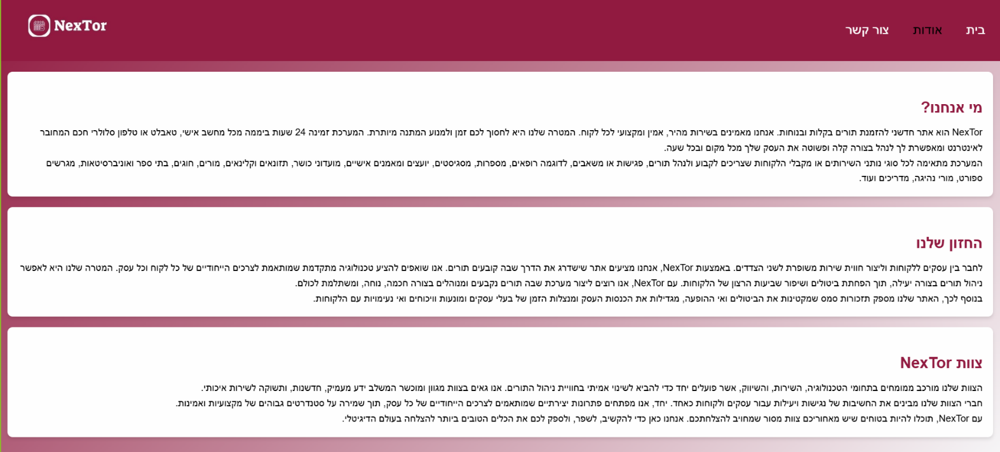 NexTor
בית
אודות
צור קשר
מי אנחנו?
NexTor הוא אתר חדשני להזמנת תורים בקלות ובנוחות. אנחנו מאמינים בשירות מהיר, אמין ומקצועי לכל לקוח. המטרה שלנו היא לחסוך לכם זמן ולמנוע המתנה מיותרת. המערכת זמינה 24 שעות ביממה מכל מחשב אישי, טאבלט או טלפון סלולרי חכם המחובר
לאינטרנט ומאפשרת לך לנהל בצורה קלה ופשוטה את העסק שלך מכל מקום ובכל שעה.
המערכת מתאימה לכל סוגי נותני השירותים או מקבלי הלקוחות שצריכים לקבוע ולנהל תורים, פגישות או משאבים, לדוגמה רופאים, מספרות, מסגיסטים, יועצים ומאמנים אישיים, מועדוני כושר, תזונאים וקלינאים, מורים, חוגים, בתי ספר ואוניברסיטאות, מגרשים
ספורט, מורי נהיגה, מדריכים ועוד.
החזון שלנו
לחבר בין עסקים ללקוחות וליצור חווית שירות משופרת לשני הצדדים. באמצעות NexTor, אנחנו מציעים אתר שישדרג את הדרך שבה קובעים תורים. אנו שואפים להציע טכנולוגיה מתקדמת שמותאמת לצרכים הייחודיים של כל לקוח וכל עסק. המטרה שלנו היא לאפשר
ניהול תורים בצורה יעילה, תוך הפחתת ביטולים ושיפור שביעות הרצון של הלקוחות. עם NexTor, אנו רוצים ליצור מערכת שבה תורים נקבעים ומנוהלים בצורה חכמה, נוחה, ומשתלמת לכולם.
בנוסף לכך, האתר שלנו מספק תזכורות סמס שמקטינות את הביטולים ואי ההופעה, מגדילות את הכנסות העסק ומנצלות הזמן של בעלי עסקים ומונעות וויכוחים ואי נעימויות עם הלקוחות.
צוות NexTor
הצוות שלנו מורכב ממומחים בתחומי הטכנולוגיה, השירות, והשיווק, אשר פועלים יחד כדי להביא לשינוי אמיתי בחוויית ניהול התורים. אנו גאים בצוות מגוון ומוכשר המשלב ידע מעמיק, חדשנות, ותשוקה לשירות איכותי.
חברי הצוות שלנו מבינים את החשיבות של נגישות ויעילות עבור עסקים ולקוחות כאחד. יחד, אנו מפתחים פתרונות יצירתיים שמותאמים לצרכים הייחודיים של כל עסק, תוך שמירה על סטנדרטים גבוהים של מקצועיות ואמינות.
עם NexTor, תוכלו להיות בטוחים שיש מאחוריכם צוות מסור שמחויב להצלחתכם. אנחנו כאן כדי להקשיב, לשפר, ולספק לכם את הכלים הטובים ביותר להצלחה בעולם הדיגיטלי.